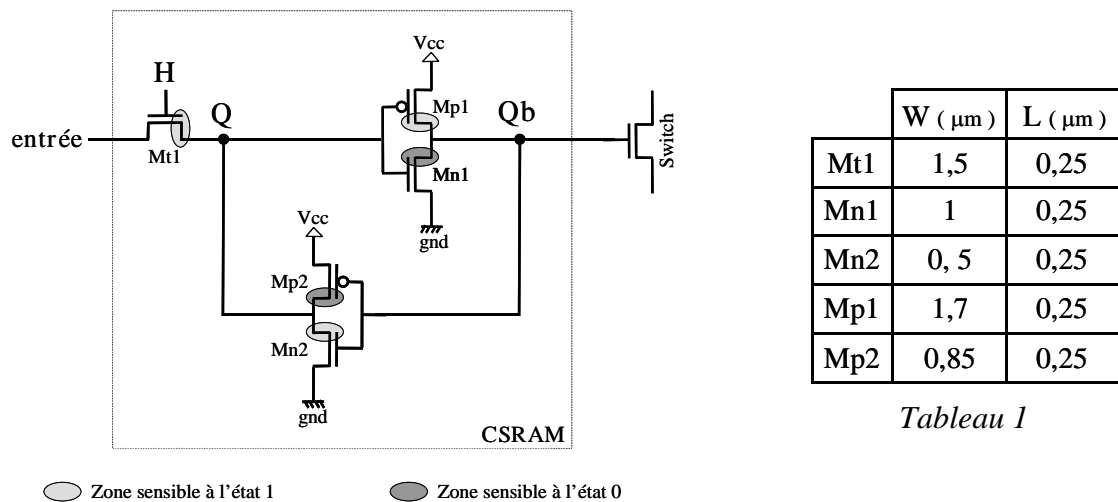 Vcc
H
Mp1
Q
Qb
entrée
Mt1
Switch
Mn1
gnd
Vcc
Mp2
Mn2
gnd
CSRAM
Zone sensible à l'état 1
Zone sensible à l'état 0
W ( µm ) L ( µm )
Mt1 1,5 0,25
Mn1 1 0,25
Mn2 0, 5 0,25
Mp1 1,7 0,25
Mp2 0,85 0,25
Tableau 1